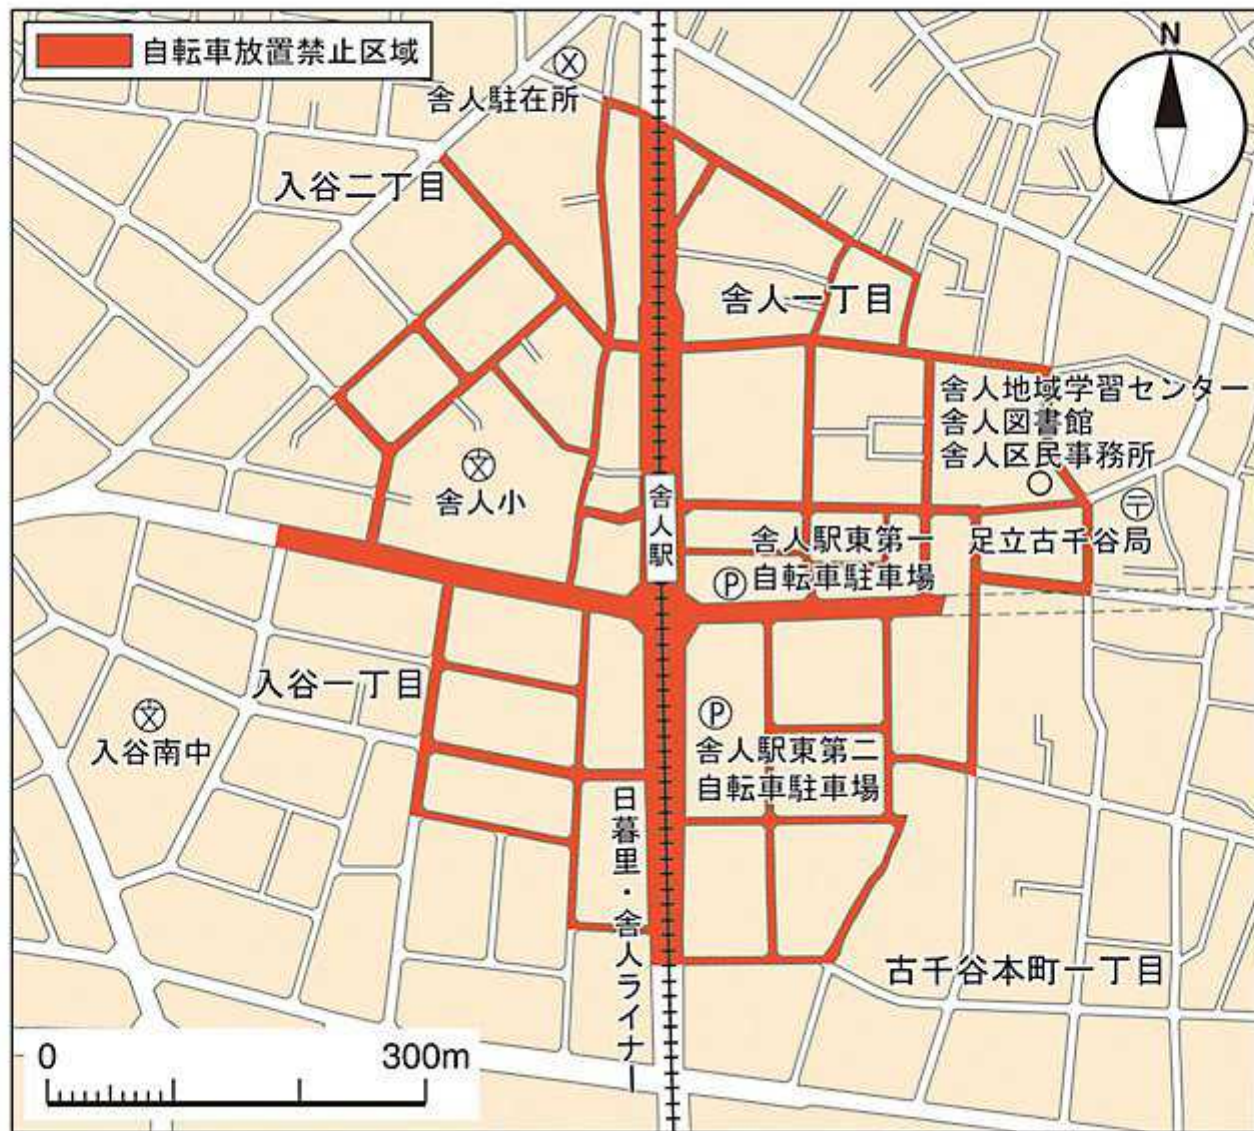 自転車放置禁止区域
N
舎人駐在所
入谷二丁目
舎人一丁目
舎人地域学習センター
舎人図書館
舎人区民事務所
舎人小
舎人駅
舎人駅東第一
自転車駐車場
P
足立古千谷局
入谷一丁目
入谷南中
P
舎人駅東第二
自転車駐車場
日暮里・舎人ライナー
古千谷本町一丁目
0 300m